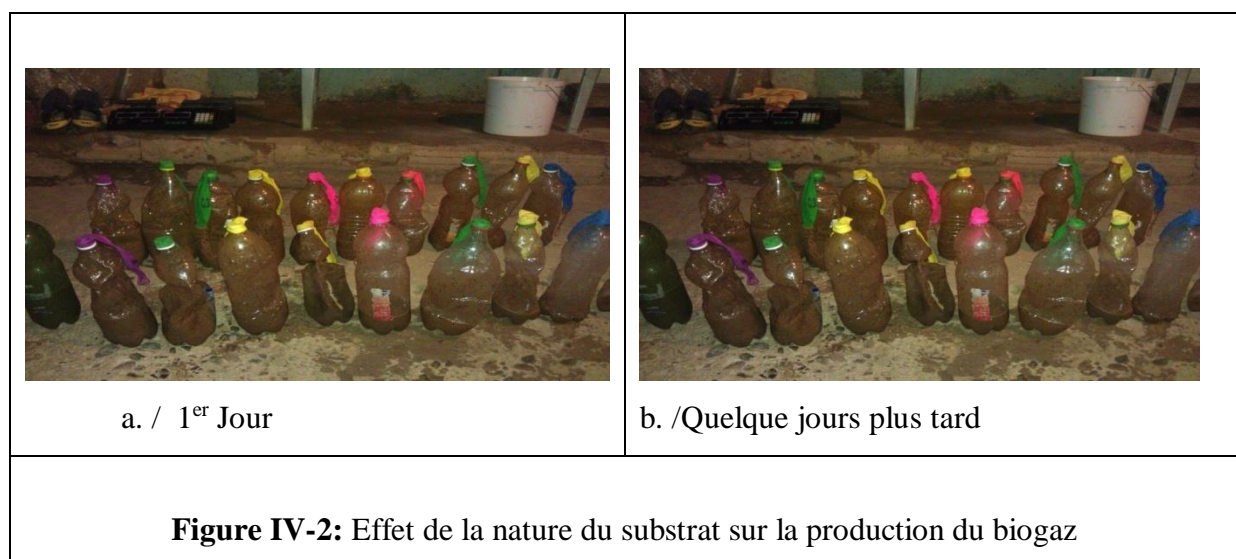 a. / 1er Jour
b. /Quelque jours plus tard
Figure IV-2: Effet de la nature du substrat sur la production du biogaz